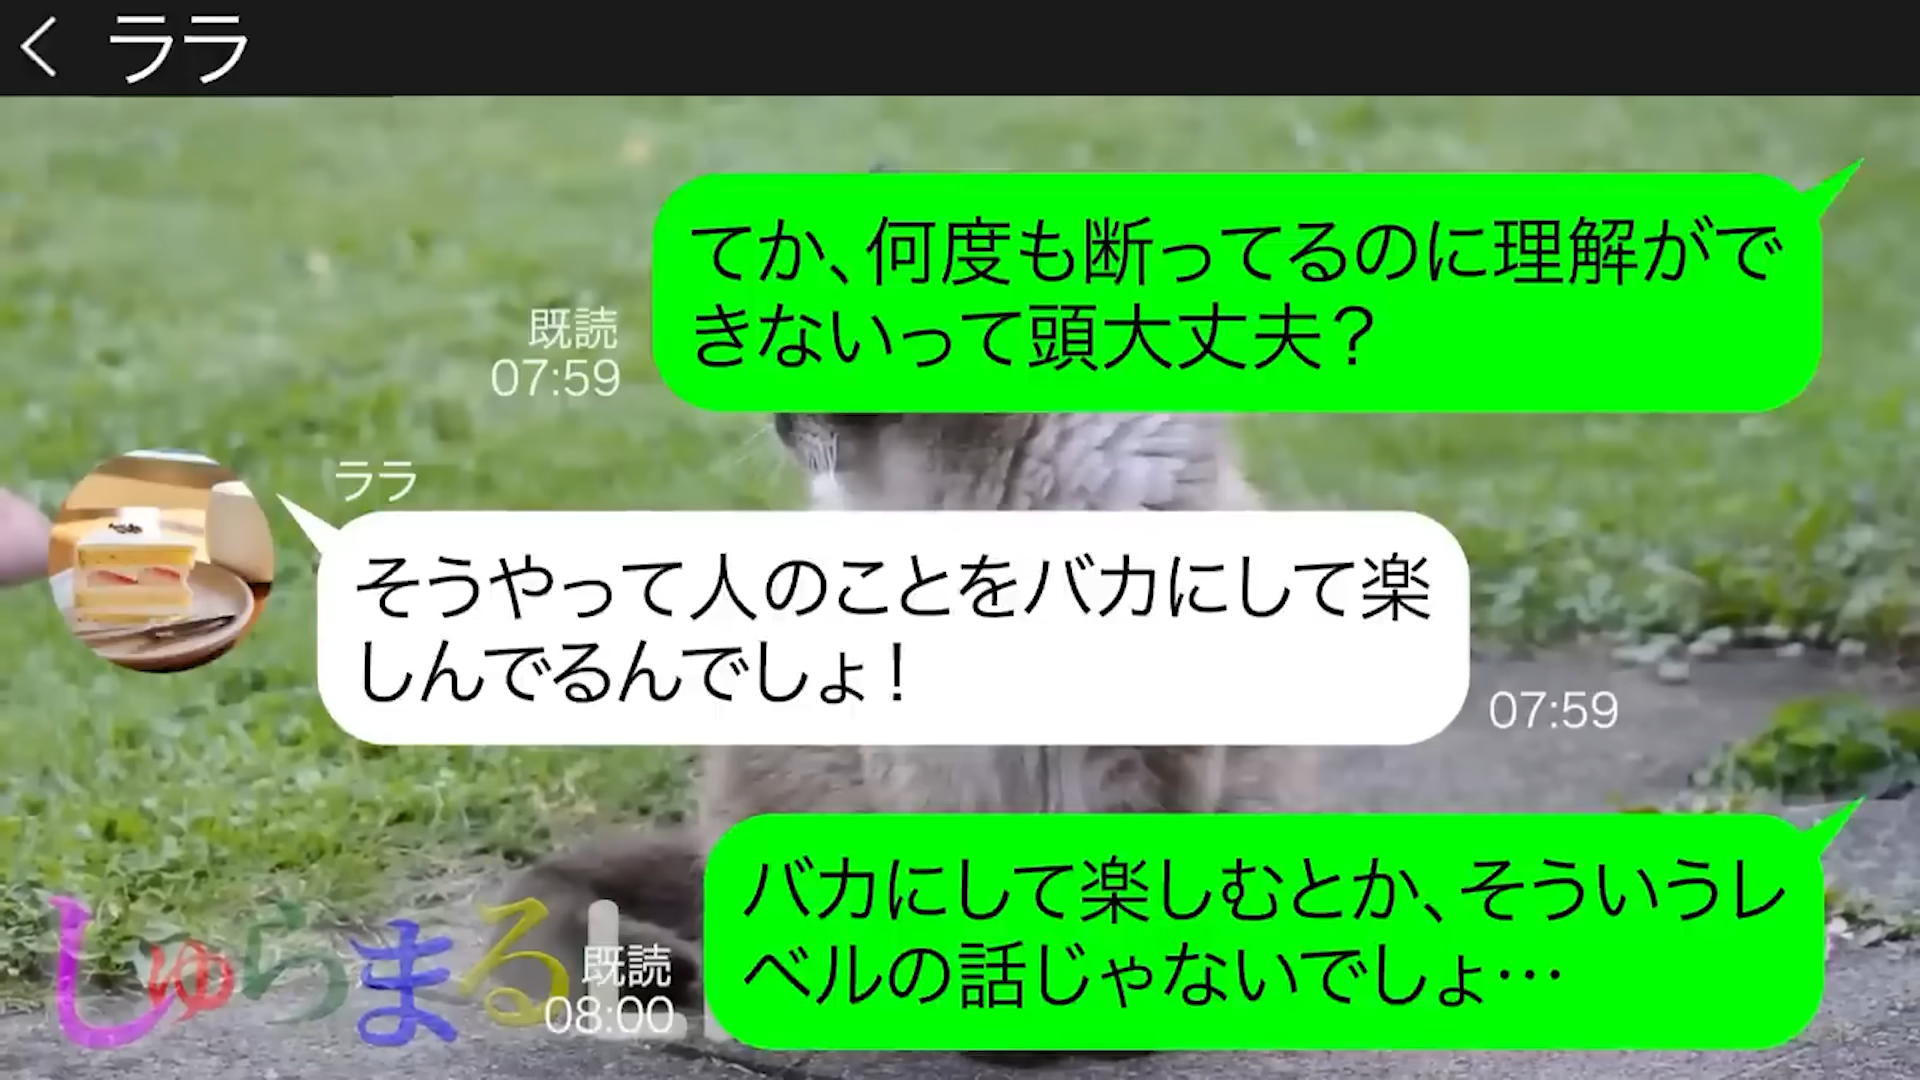 ララ
てか、何度も断ってるのに理解がで
きないって頭大丈夫？
既読
07:59
ララ
そうやって人のことをバカにして楽
しんでるんでしょ！
07:59
バカにして楽しむとか、そういうレ
ベルの話じゃないでしょ…
既読
08:00
しゅらまる